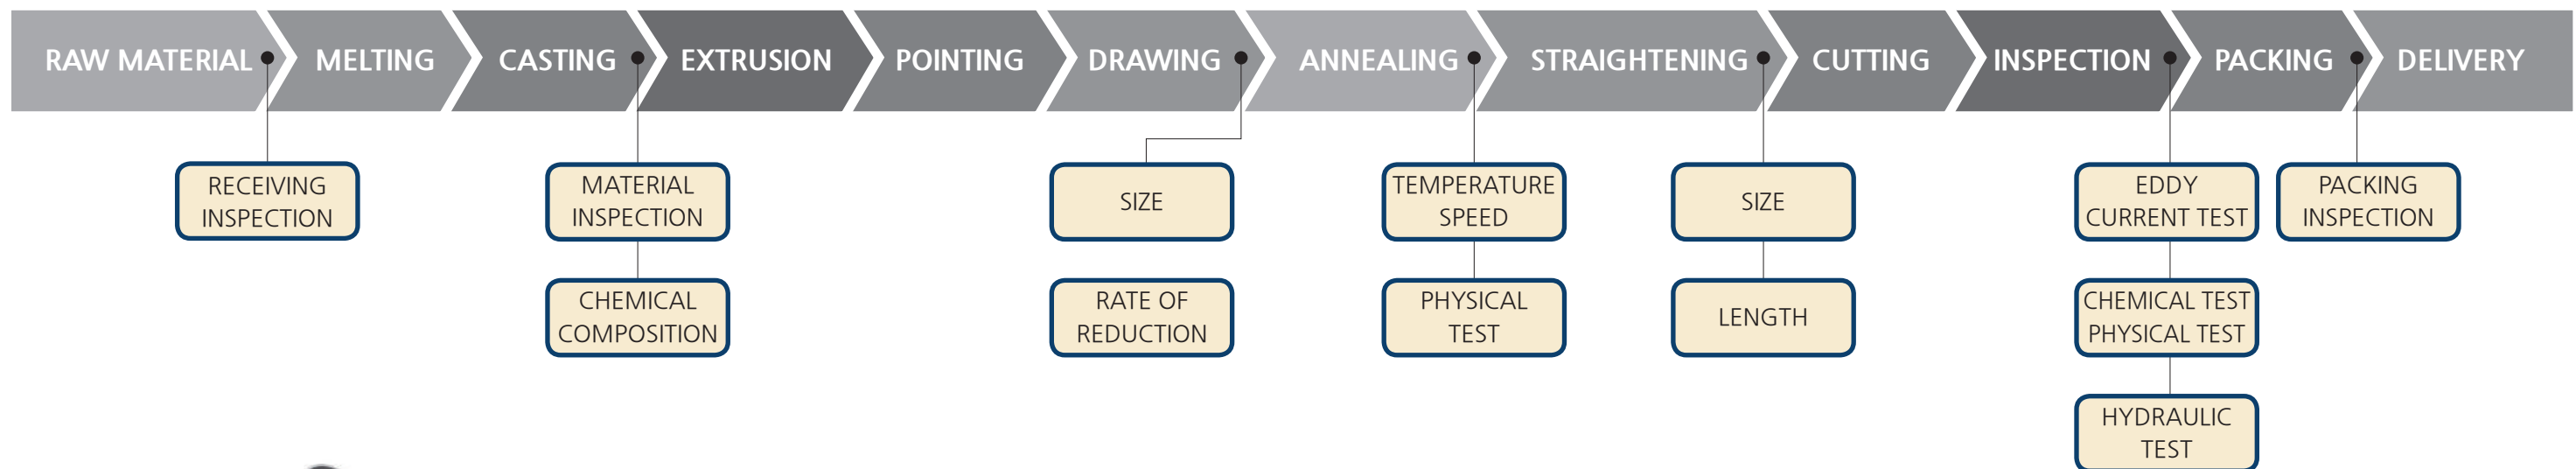 RAW MATERIAL
MELTING
CASTING
EXTRUSION
POINTING
DRAWING
ANNEALING
STRAIGHTENING
CUTTING
INSPECTION
PACKING
DELIVERY
RECEIVING
INSPECTION
MATERIAL
INSPECTION
CHEMICAL
COMPOSITION
SIZE
RATE OF
REDUCTION
TEMPERATURE
SPEED
PHYSICAL
TEST
SIZE
LENGTH
EDDY
CURRENT TEST
CHEMICAL TEST
PHYSICAL TEST
HYDRAULIC
TEST
PACKING
INSPECTION